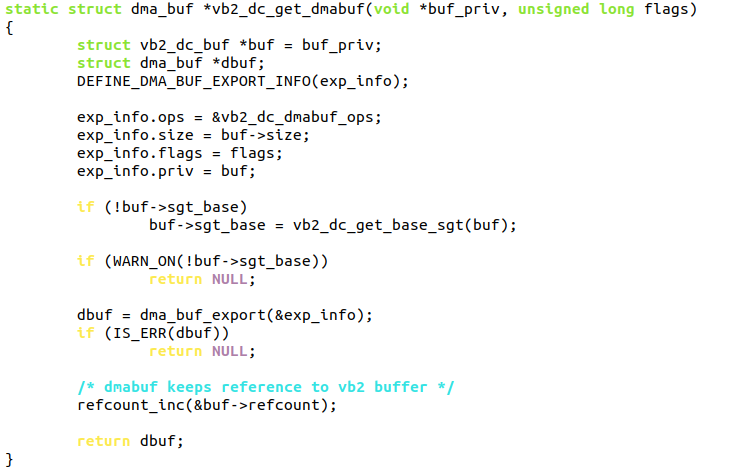 static struct dma_buf *vb2_dc_get_dmabuf(void *buf_priv, unsigned long flags)
{
        struct vb2_dc_buf *buf = buf_priv;
        struct dma_buf *dbuf;
        DEFINE_DMA_BUF_EXPORT_INFO(exp_info);

        exp_info.ops = &vb2_dc_dmabuf_ops;
        exp_info.size = buf->size;
        exp_info.flags = flags;
        exp_info.priv = buf;

        if (!buf->sgt_base)
                buf->sgt_base = vb2_dc_get_base_sgt(buf);

        if (WARN_ON(!buf->sgt_base))
                return NULL;

        dbuf = dma_buf_export(&exp_info);
        if (IS_ERR(dbuf))
                return NULL;

        /* dmabuf keeps reference to vb2 buffer */
        refcount_inc(&buf->refcount);

        return dbuf;
}